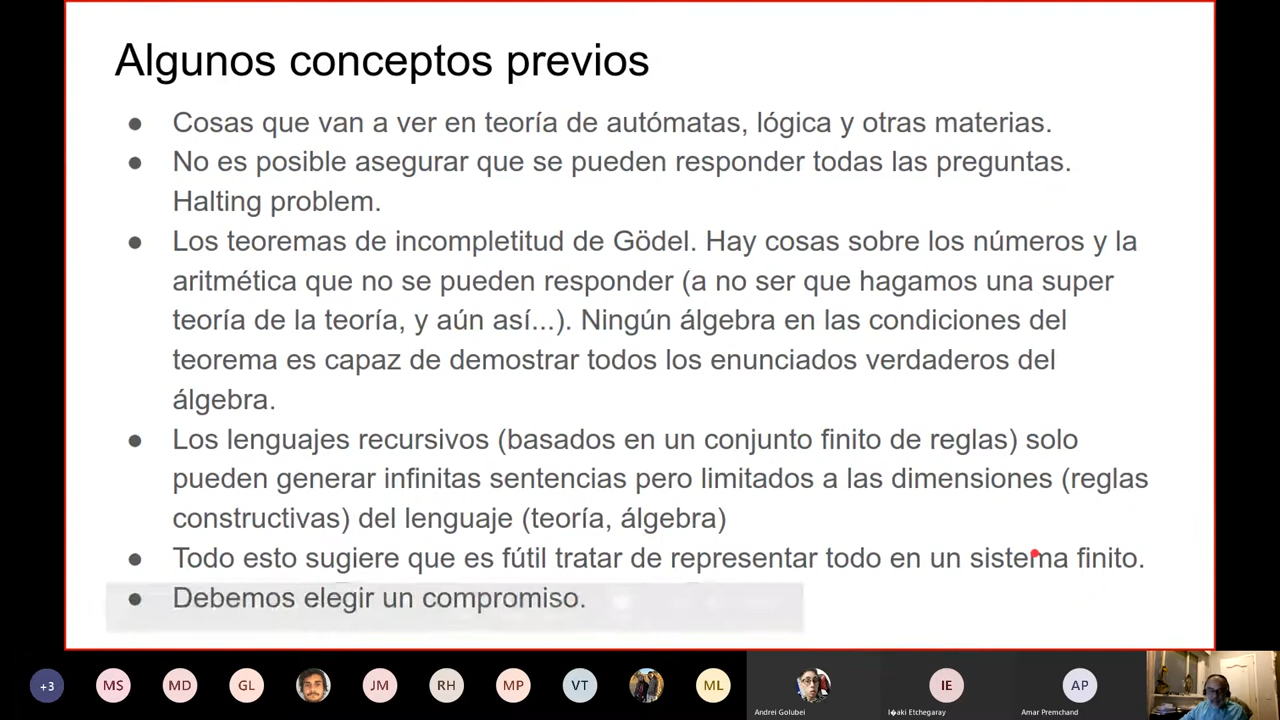 Algunos conceptos previos
● Cosas que van a ver en teoría de autómatas, lógica y otras materias.
● No es posible asegurar que se pueden responder todas las preguntas.
Halting problem.
● Los teoremas de incompletitud de Gödel. Hay cosas sobre los números y la
aritmética que no se pueden responder (a no ser que hagamos una super
teoría de la teoría, y aún así...). Ningún álgebra en las condiciones del
teorema es capaz de demostrar todos los enunciados verdaderos del
álgebra.
● Los lenguajes recursivos (basados en un conjunto finito de reglas) solo
pueden generar infinitas sentencias pero limitados a las dimensiones (reglas
constructivas) del lenguaje (teoría, álgebra)
● Todo esto sugiere que es fútil tratar de representar todo en un sistema finito.
● Debemos elegir un compromiso.
+3 MS MD GL JM RH MP VT ML IE AP
Andrei Golubei I�aki Etchegaray Amar Premchand